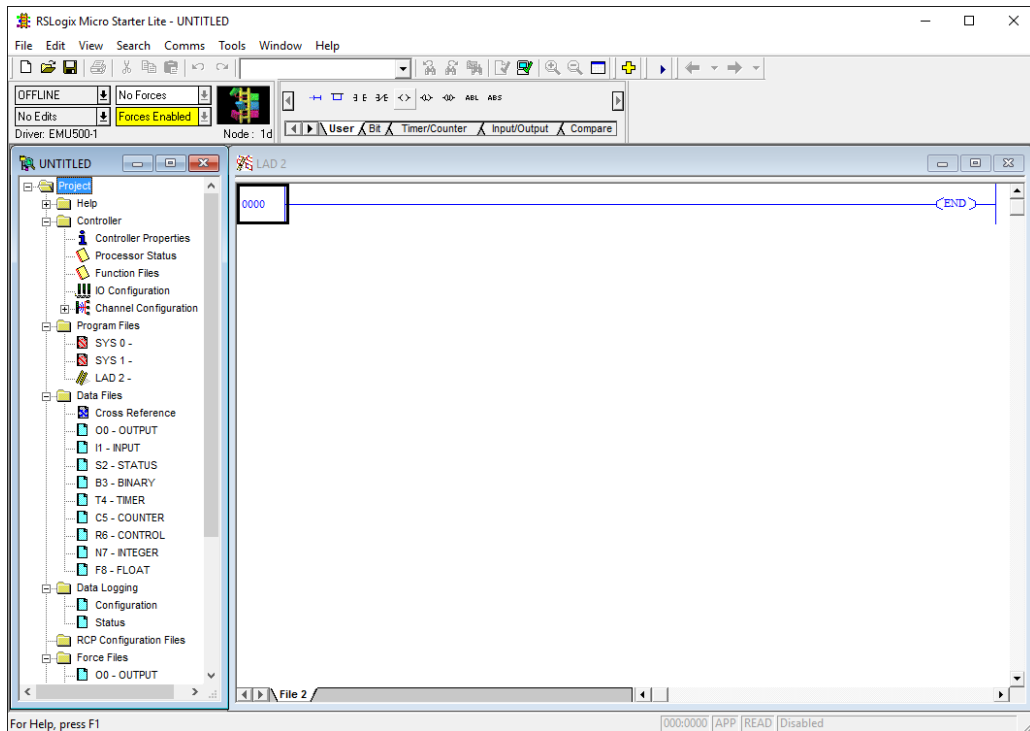 RSLogix Micro Starter Lite - UNTITLED
File Edit View Search Comms Tools Window Help
OFFLINE No Forces
No Edits Forces Enabled
Driver: EMU500-1 Node : 1d
ABL ABS
User Bit Timer/Counter Input/Output Compare
UNTITLED
Project
Help
Controller
Controller Properties
Processor Status
Function Files
IO Configuration
Channel Configuration
Program Files
SYS 0 -
SYS 1 -
LAD 2 -
Data Files
Cross Reference
O0 - OUTPUT
I1 - INPUT
S2 - STATUS
B3 - BINARY
T4 - TIMER
C5 - COUNTER
R6 - CONTROL
N7 - INTEGER
F8 - FLOAT
Data Logging
Configuration
Status
RCP Configuration Files
Force Files
O0 - OUTPUT
LAD 2
0000
END
File 2
For Help, press F1
000:0000 APP READ Disabled